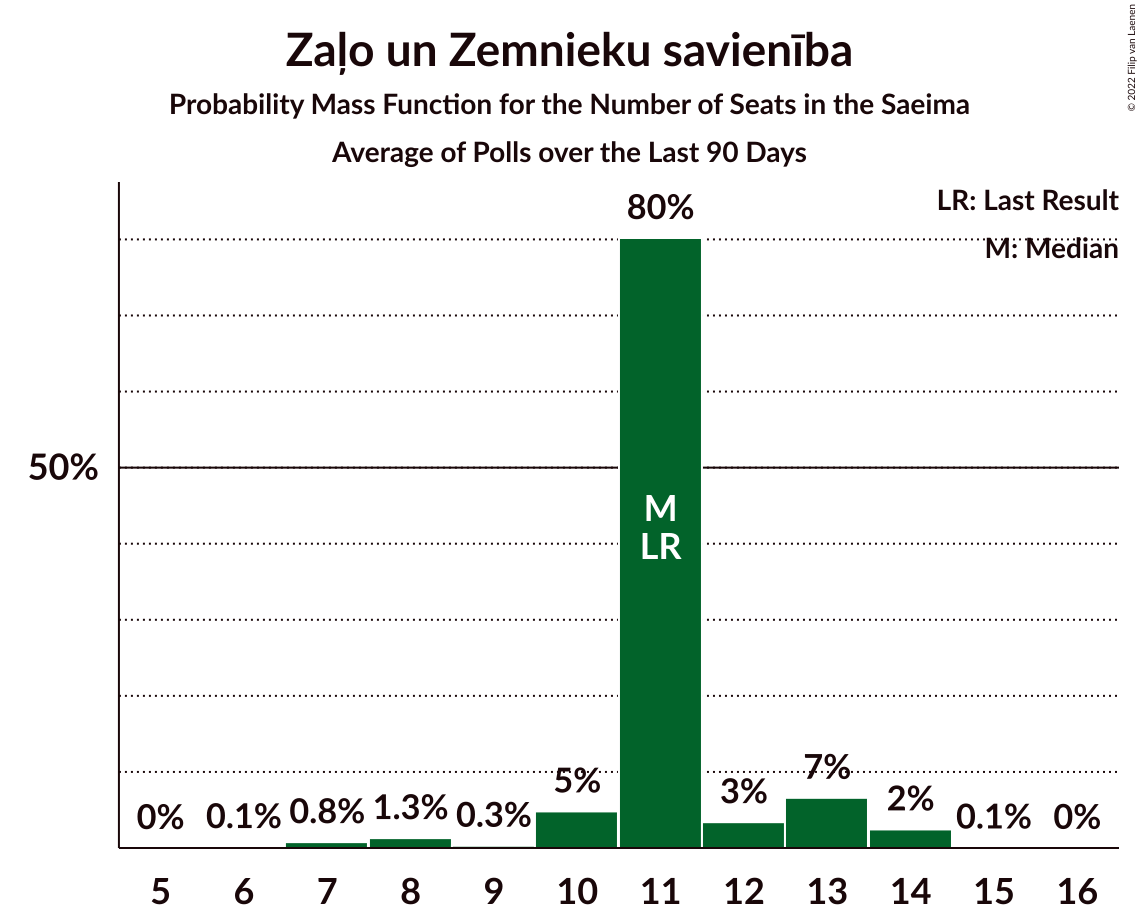 Zaļo un Zemnieku savienība
Probability Mass Function for the Number of Seats in the Saeima
Average of Polls over the Last 90 Days
© 2022 Filip van Laenen
LR: Last Result
M: Median
50%
0%
0.1%
0.8%
1.3%
0.3%
5%
80%
3%
7%
2%
0.1%
0%
M
LR
5 6 7 8 9 10 11 12 13 14 15 16